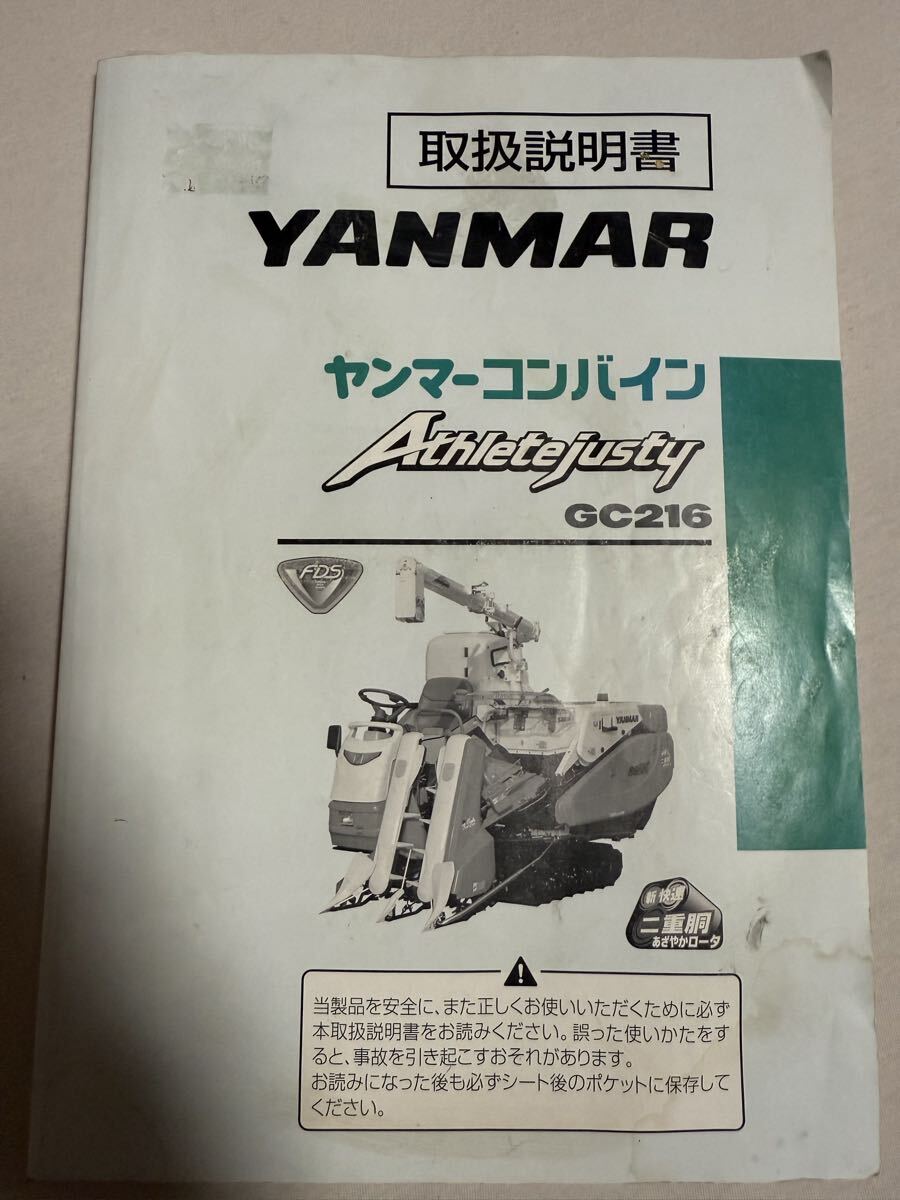 取扱説明書
YANMAR
ヤンマーコンバイン
Athletejusty
GC216
FDS
YANMAR
新 快適
二重胴
あざやかロータ
当製品を安全に、また正しくお使いいただくために必ず
本取扱説明書をお読みください。誤った使いかたをす
ると、事故を引き起こすおそれがあります。
お読みになった後も必ずシート後のポケットに保存して
ください。